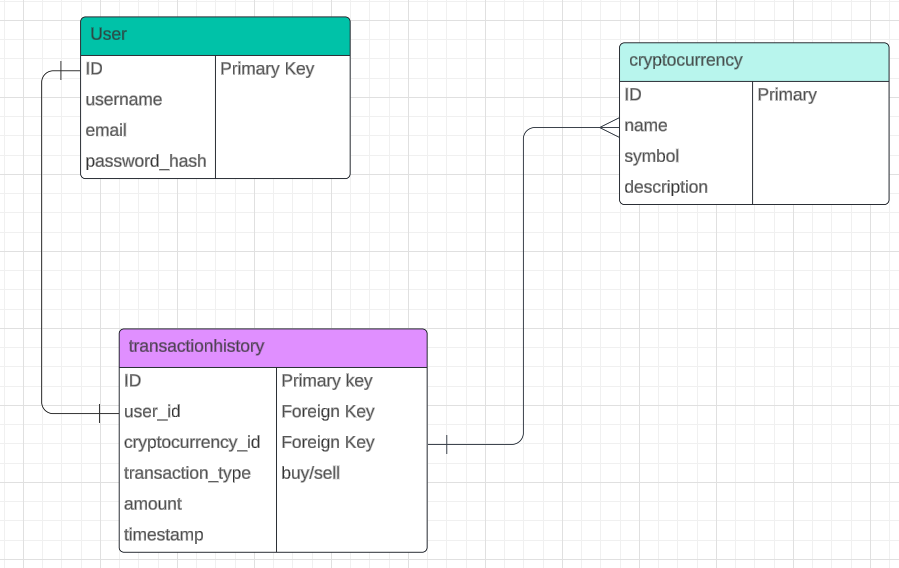 User
ID Primary Key
username
email
password_hash
cryptocurrency
ID Primary
name
symbol
description
transactionhistory
ID Primary key
user_id Foreign Key
cryptocurrency_id Foreign Key
transaction_type buy/sell
amount
timestamp